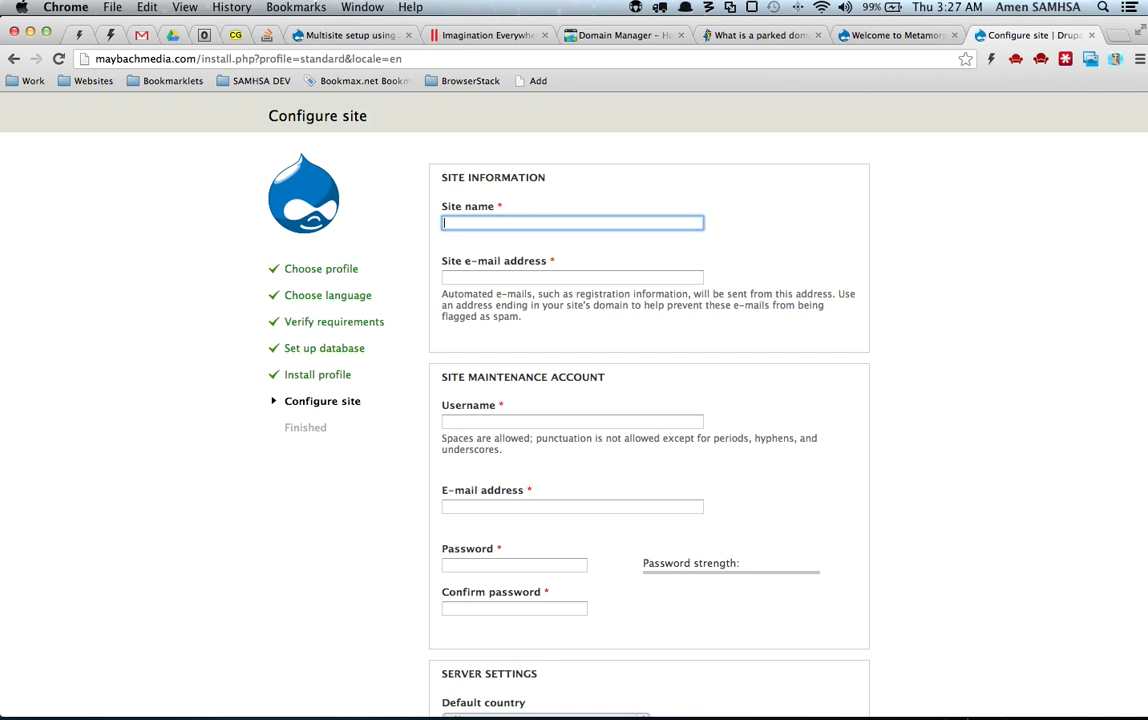 Chrome File Edit View History Bookmarks Window Help 99% Thu 3:27 AM Amen SAMHSA
Multisite setup using Imagination Everywhe Domain Manager – Ho What is a parked dom Welcome to Metamorp Configure site | Drupa
maybachmedia.com/install.php?profile=standard&locale=en
Work Websites Bookmarklets SAMHSA DEV Bookmax.net Bookm BrowserStack Add
Configure site
Choose profile
Choose language
Verify requirements
Set up database
Install profile
Configure site
Finished
SITE INFORMATION
Site name *
Site e-mail address *
Automated e-mails, such as registration information, will be sent from this address. Use
an address ending in your site's domain to help prevent these e-mails from being
flagged as spam.
SITE MAINTENANCE ACCOUNT
Username *
Spaces are allowed; punctuation is not allowed except for periods, hyphens, and
underscores.
E-mail address *
Password *
Password strength:
Confirm password *
SERVER SETTINGS
Default country